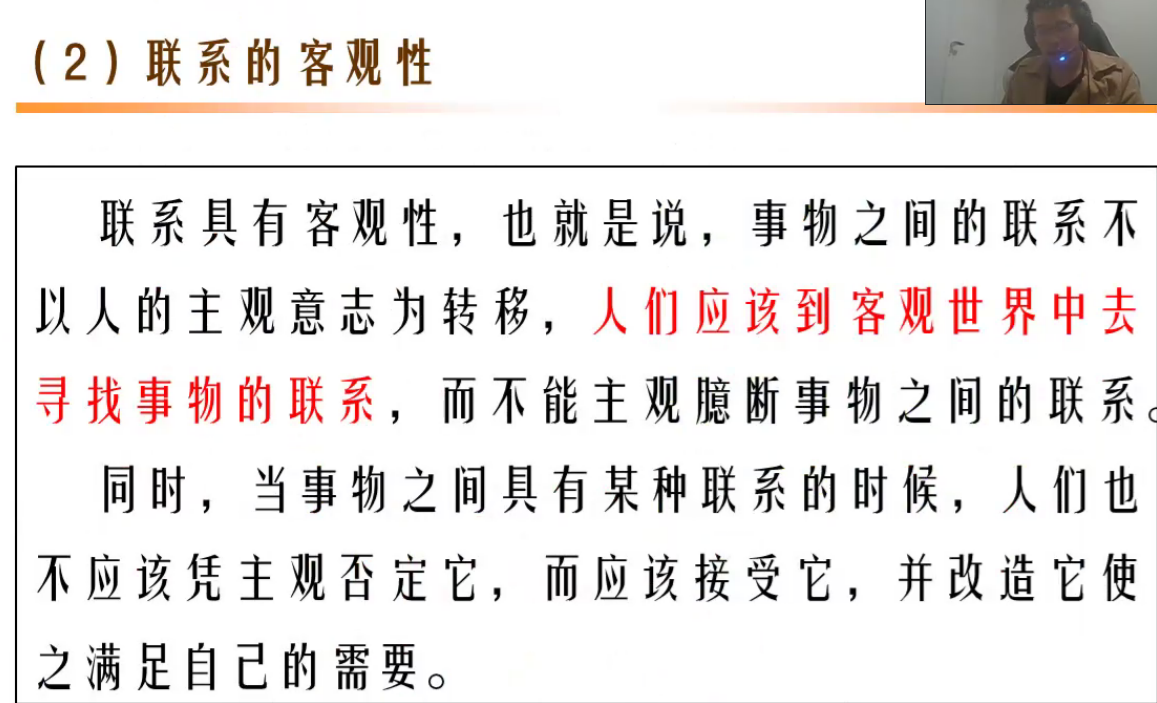 （2）联系的客观性
联系具有客观性，也就是说，事物之间的联系不
以人的主观意志为转移，人们应该到客观世界中去
寻找事物的联系，而不能主观臆断事物之间的联系。
同时，当事物之间具有某种联系的时候，人们也
不应该凭主观否定它，而应该接受它，并改造它使
之满足自己的需要。